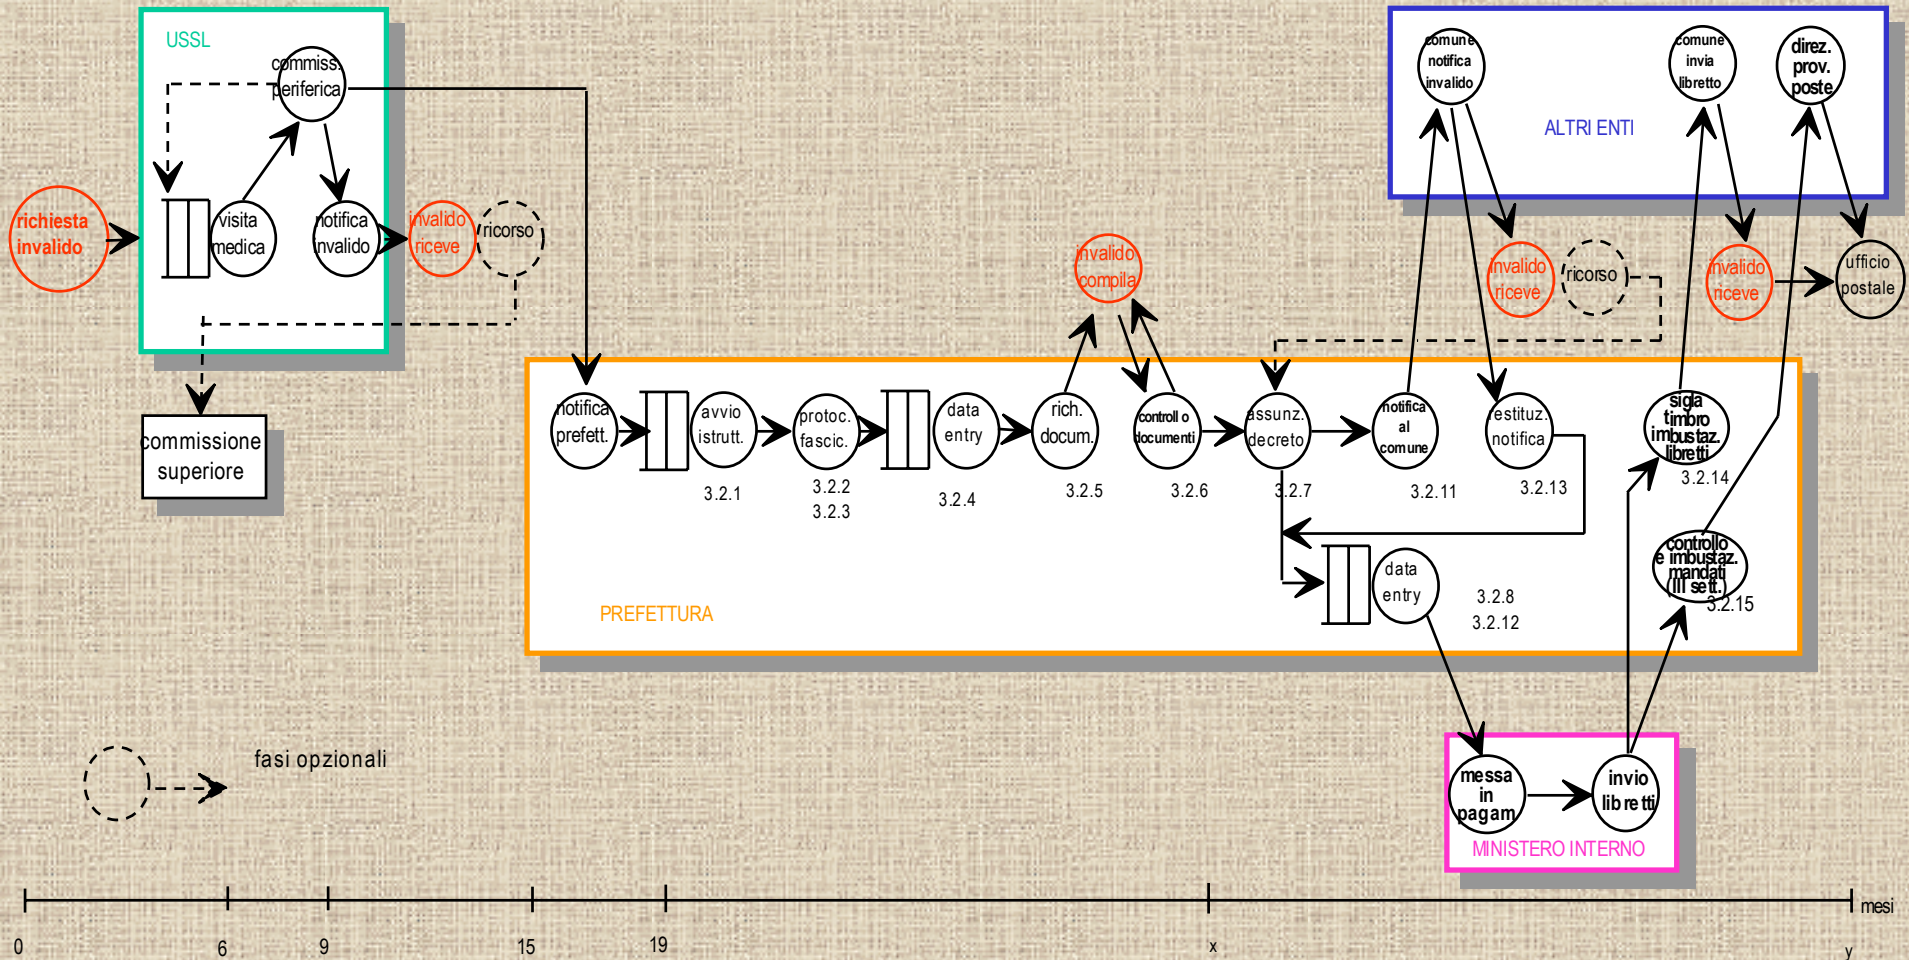 USSL
commiss.
periferica
richiesta
invalido
visita
medica
notifica
invalido
invalido
riceve
ricorso
commissione
superiore
comune
notifica
invalido
comune
invia
libretto
direz.
prov.
poste
ALTRI ENTI
invalido
riceve
ricorso
invalido
riceve
ufficio
postale
invalido
compila
notifica
prefett.
avvio
istrutt.
3.2.1
protoc.
fascic.
3.2.2
3.2.3
data
entry
3.2.4
rich.
docum.
3.2.5
controllo
documenti
3.2.6
assunz.
decreto
3.2.7
notifica
al
comune
3.2.11
restituz.
notifica
3.2.13
sigla
timbro
imbustaz.
libretti
3.2.14
controllo
e imbustaz.
mandati
(III sett.)
3.2.15
data
entry
3.2.8
3.2.12
PREFETTURA
messa
in
pagam
invio
libretti
MINISTERO INTERNO
fasi opzionali
mesi
0 6 9 15 19 x y